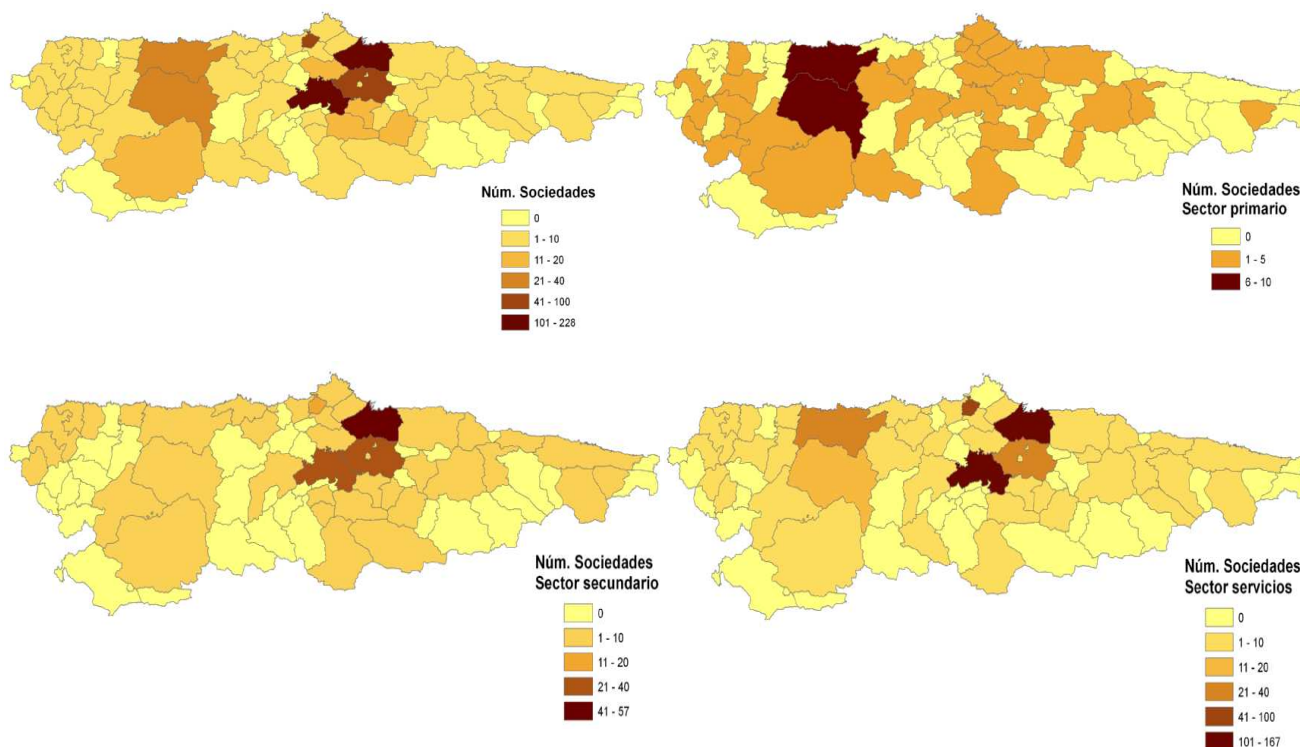 Núm. Sociedades
0
1 - 10
11 - 20
21 - 40
41 - 100
101 - 228
Núm. Sociedades
Sector primario
0
1 - 5
6 - 10
Núm. Sociedades
Sector secundario
0
1 - 10
11 - 20
21 - 40
41 - 57
Núm. Sociedades
Sector servicios
0
1 - 10
11 - 20
21 - 40
41 - 100
101 - 167